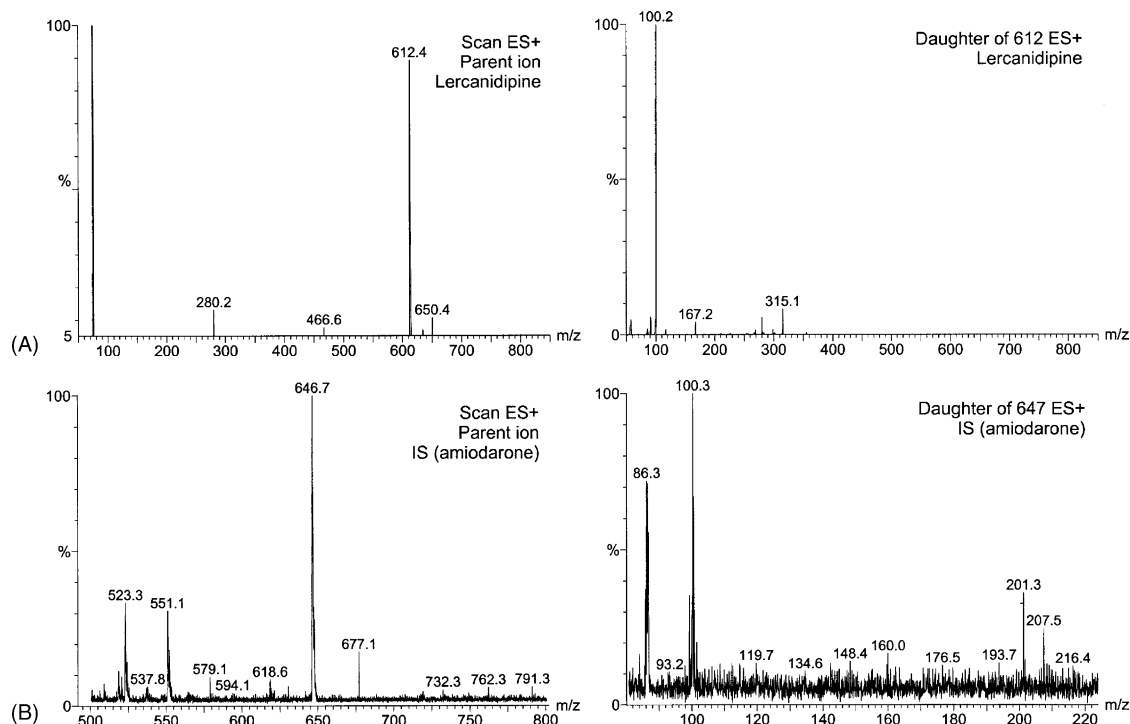 100
%
5
Scan ES+
Parent ion
Lercanidipine
612.4
280.2
466.6
650.4
100 200 300 400 500 600 700 800 m/z
(A)
100
%
0
100.2
Daughter of 612 ES+
Lercanidipine
167.2
315.1
100 200 300 400 500 600 700 800 m/z
100
%
0
646.7
Scan ES+
Parent ion
IS (amiodarone)
523.3
551.1
537.8
579.1
594.1
618.6
677.1
732.3
762.3
791.3
500 550 600 650 700 750 800 m/z
(B)
100
%
0
100.3
Daughter of 647 ES+
IS (amiodarone)
86.3
93.2
119.7
134.6
148.4
160.0
176.5
193.7
201.3
207.5
216.4
100 120 140 160 180 200 220 m/z